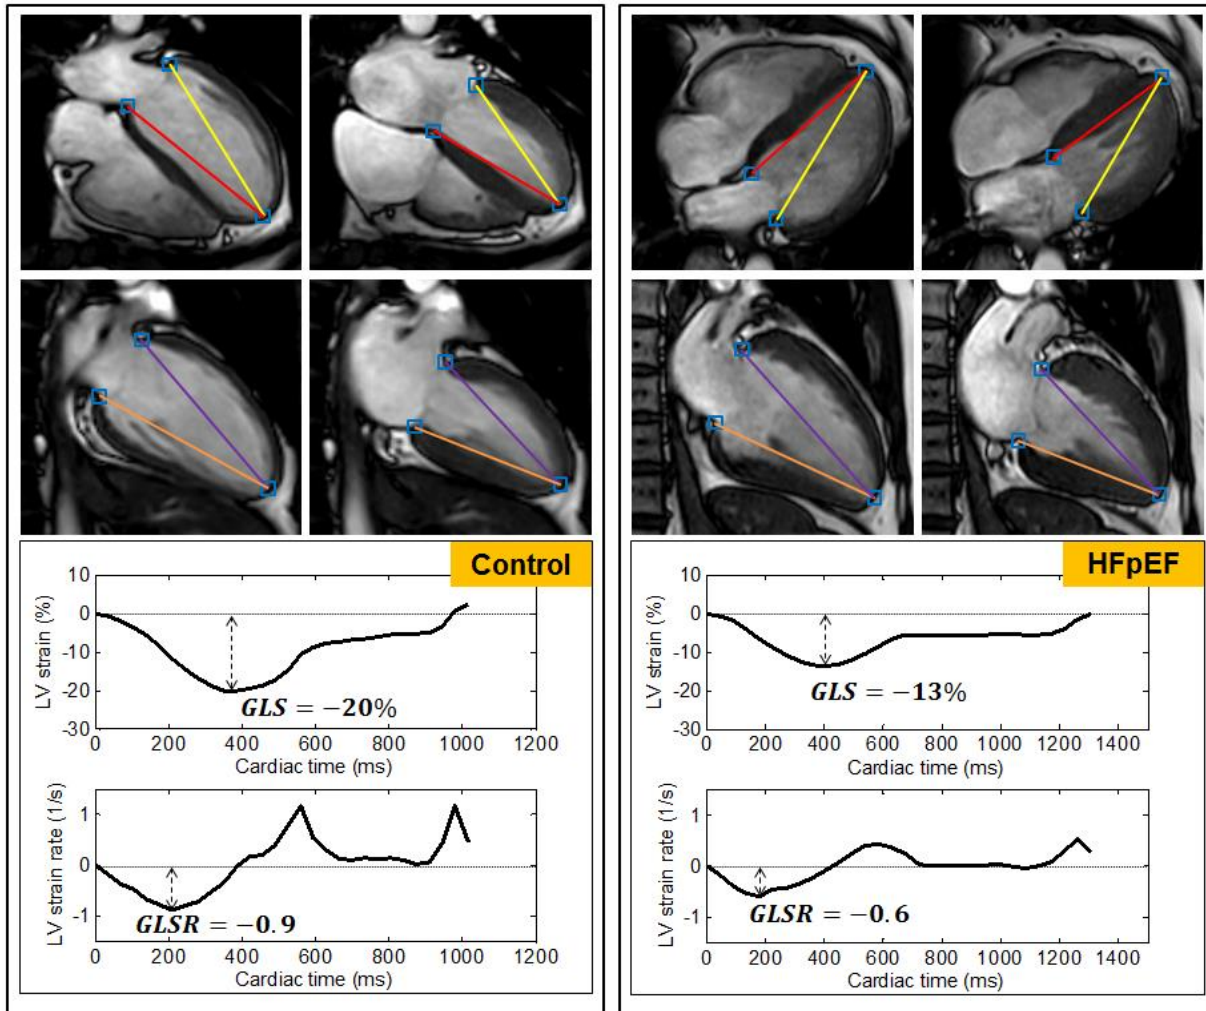 Control
10
0
-10
-20
-30
LV strain (%)
GLS = −20%
0 200 400 600 800 1000 1200
Cardiac time (ms)
1
0
-1
LV strain rate (1/s)
GLSR = −0.9
0 200 400 600 800 1000 1200
Cardiac time (ms)
HFpEF
10
0
-10
-20
-30
LV strain (%)
GLS = −13%
0 200 400 600 800 1000 1200 1400
Cardiac time (ms)
1
0
-1
LV strain rate (1/s)
GLSR = −0.6
0 200 400 600 800 1000 1200 1400
Cardiac time (ms)